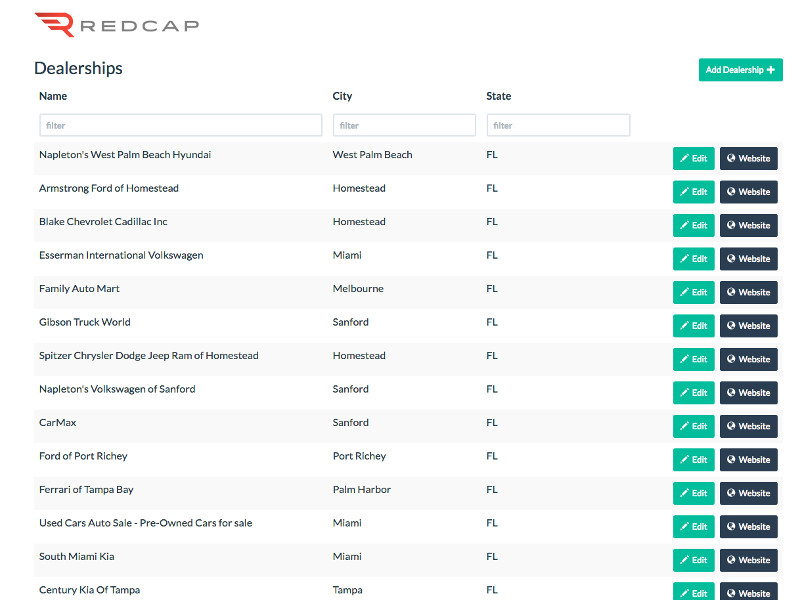 REDCAP
Dealerships
Add Dealership +
Name City State
filter filter filter
Napleton's West Palm Beach Hyundai West Palm Beach FL Edit Website
Armstrong Ford of Homestead Homestead FL Edit Website
Blake Chevrolet Cadillac Inc Homestead FL Edit Website
Esserman International Volkswagen Miami FL Edit Website
Family Auto Mart Melbourne FL Edit Website
Gibson Truck World Sanford FL Edit Website
Spitzer Chrysler Dodge Jeep Ram of Homestead Homestead FL Edit Website
Napleton's Volkswagen of Sanford Sanford FL Edit Website
CarMax Sanford FL Edit Website
Ford of Port Richey Port Richey FL Edit Website
Ferrari of Tampa Bay Palm Harbor FL Edit Website
Used Cars Auto Sale - Pre-Owned Cars for sale Miami FL Edit Website
South Miami Kia Miami FL Edit Website
Century Kia Of Tampa Tampa FL Edit Website